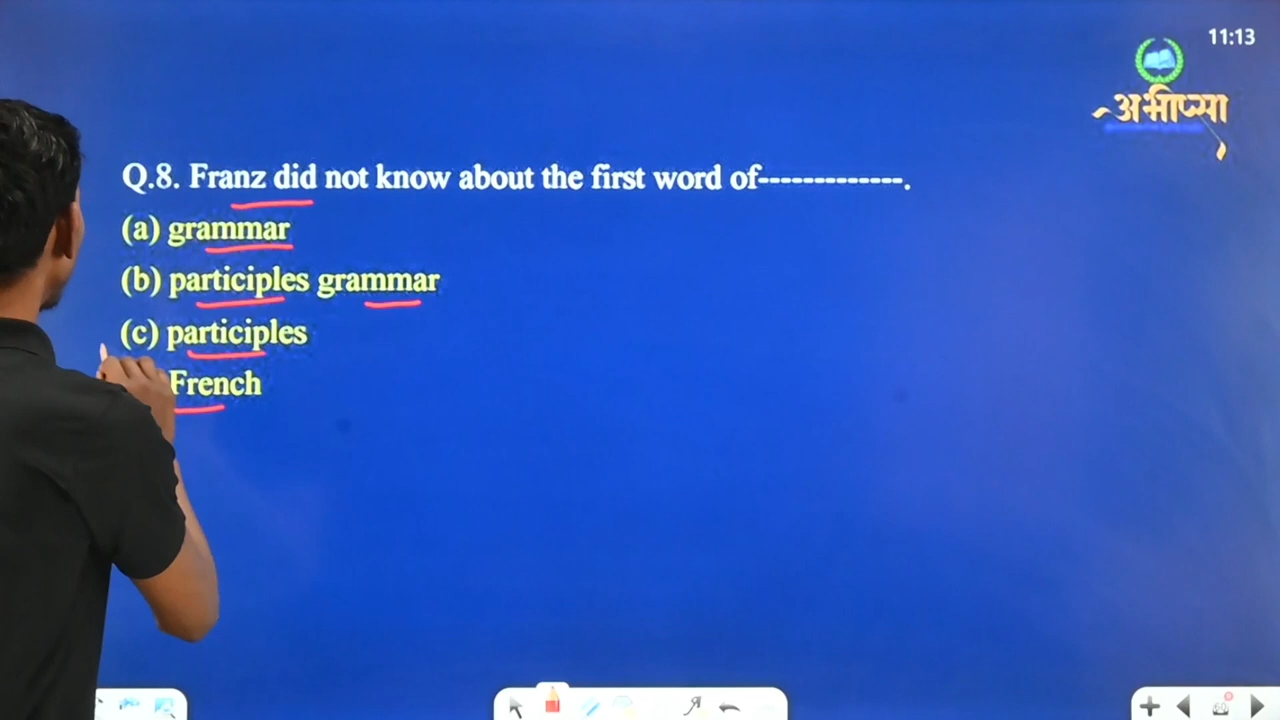 11:13
अभीप्सा
Q.8. Franz did not know about the first word of-------------.
(a) grammar
(b) participles grammar
(c) participles
French